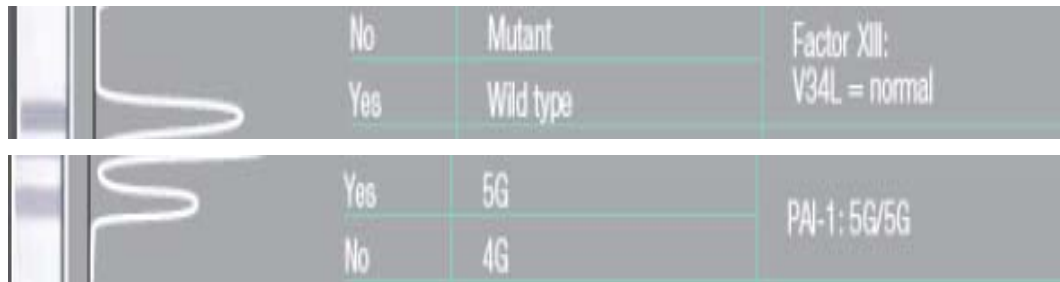 No Mutant Factor XIII:
Yes Wild type V34L = normal
Yes 5G PAI-1: 5G/5G
No 4G